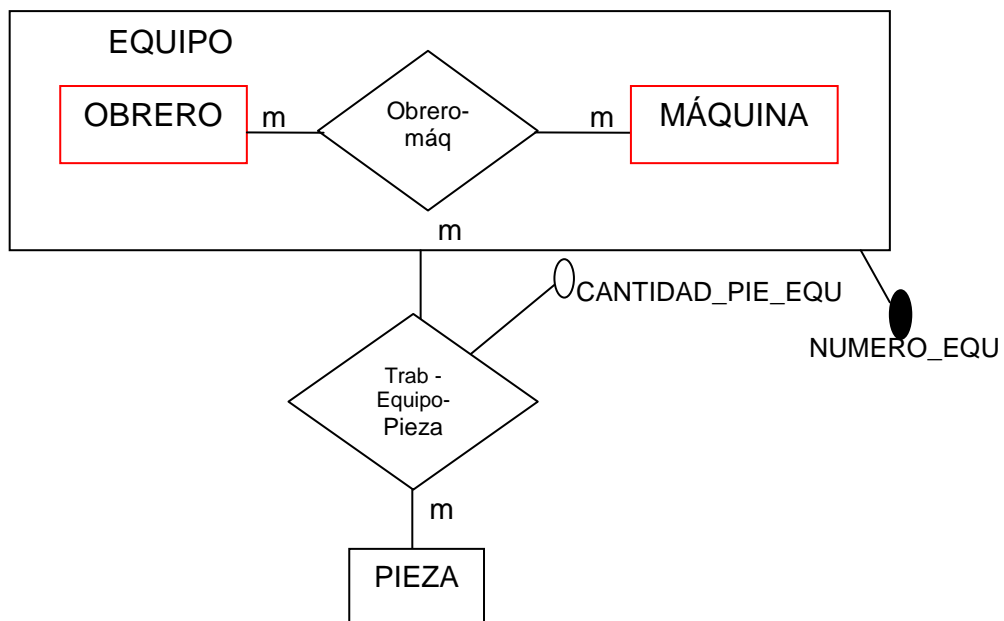 EQUIPO
OBRERO
m
Obrero-
máq
m
MÁQUINA
m
CANTIDAD_PIE_EQU
NUMERO_EQU
Trab -
Equipo-
Pieza
m
PIEZA